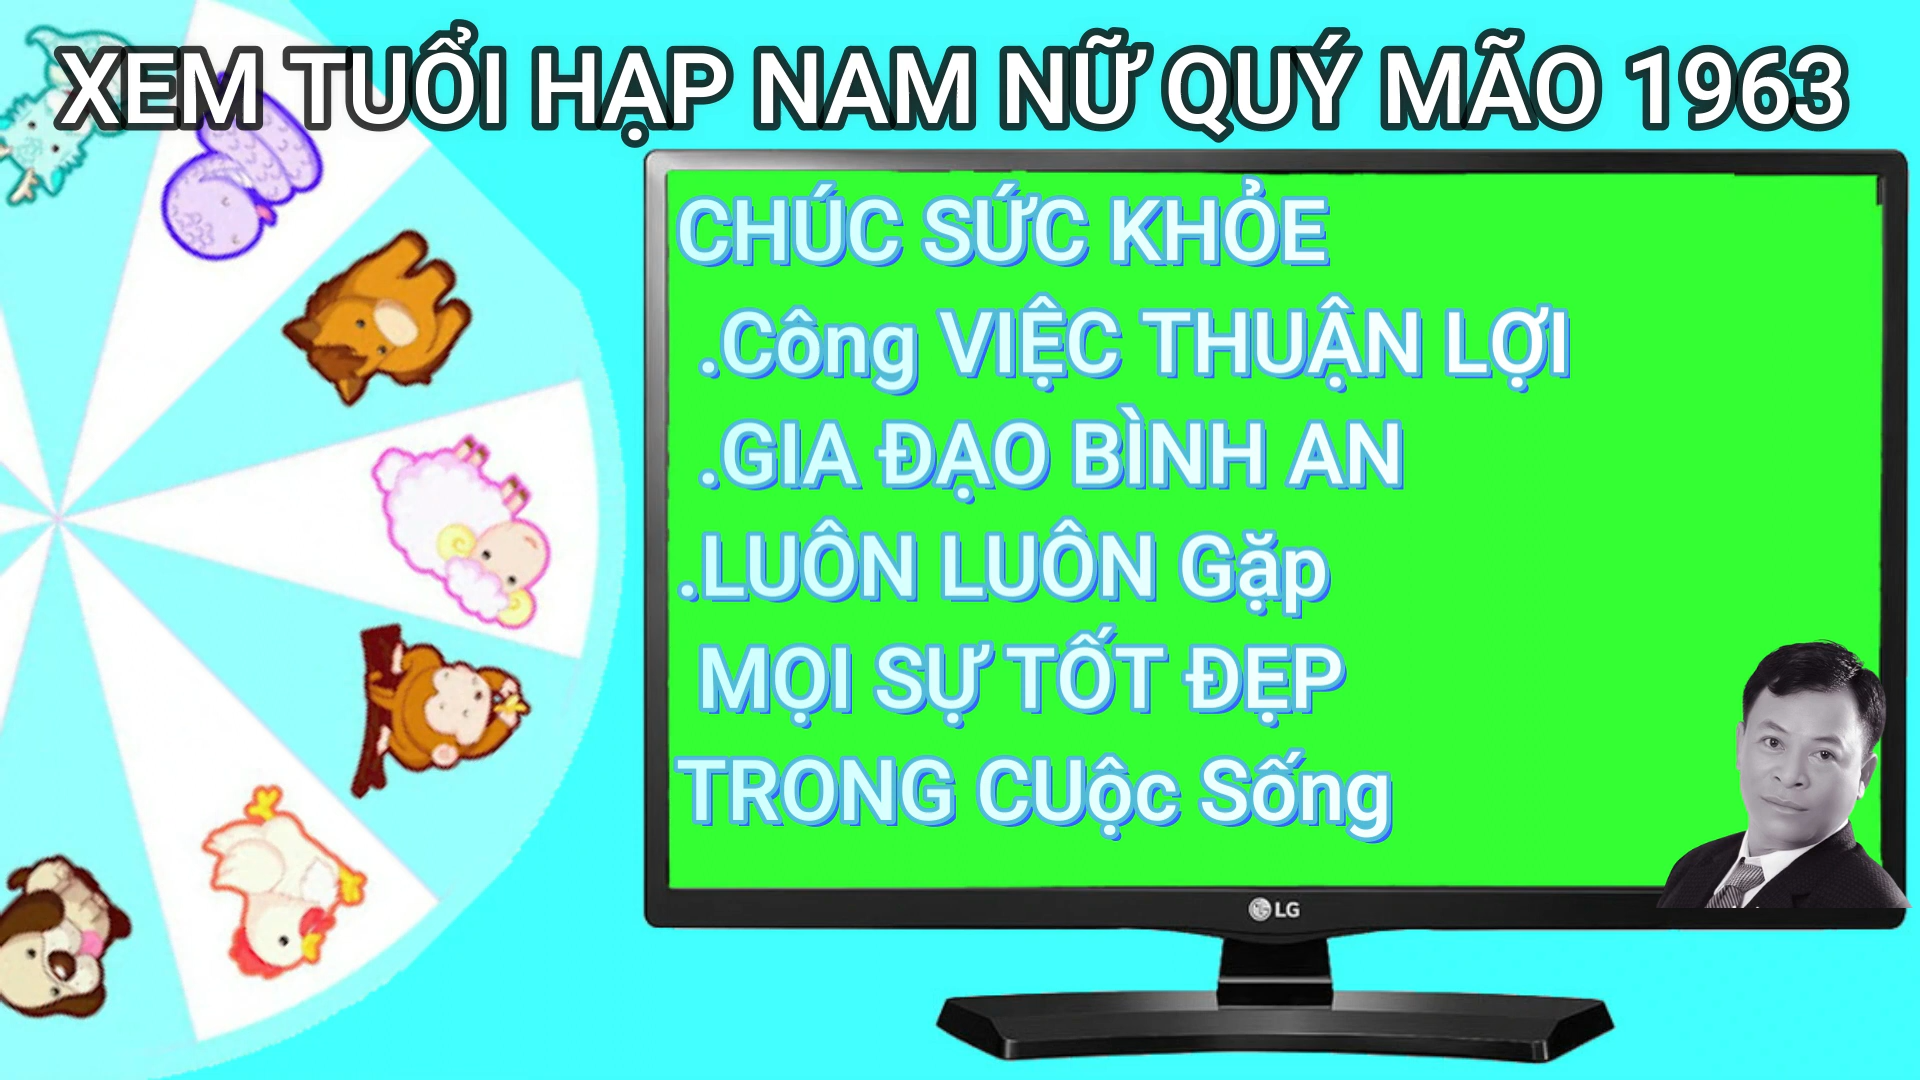 XEM TUỔI HẠP NAM NỮ QUÝ MÃO 1963
CHÚC SỨC KHỎE
.Công VIỆC THUẬN LỢI
.GIA ĐẠO BÌNH AN
.LUÔN LUÔN Gặp
MỌI SỰ TỐT ĐẸP
TRONG CUộc Sống
LG